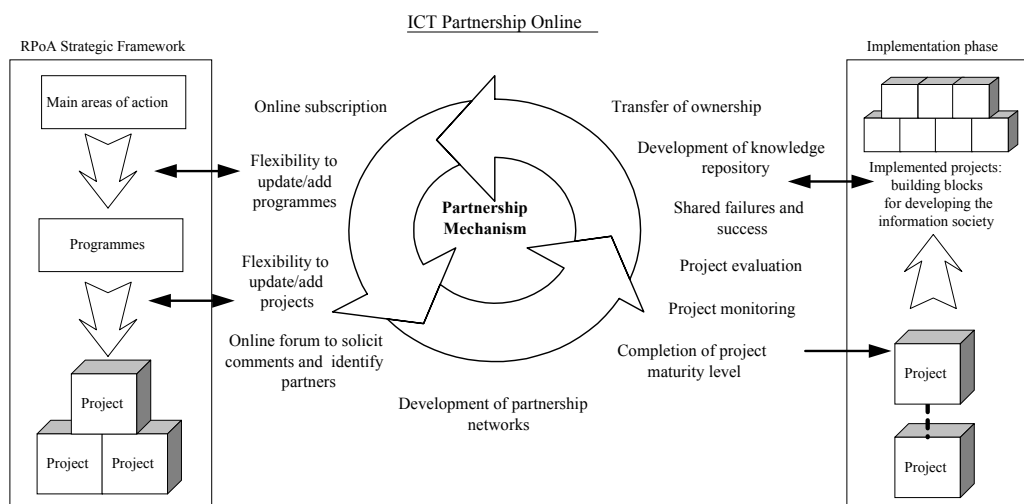 ICT Partnership Online
RPoA Strategic Framework
Main areas of action
Programmes
Project
Project
Project
Online subscription
Flexibility to
update/add
programmes
Flexibility to
update/add
projects
Online forum to solicit
comments and identify
partners
Partnership
Mechanism
Development of partnership
networks
Transfer of ownership
Development of knowledge
repository
Shared failures and
success
Project evaluation
Project monitoring
Completion of project
maturity level
Implementation phase
Implemented projects:
building blocks
for developing the
information society
Project
Project